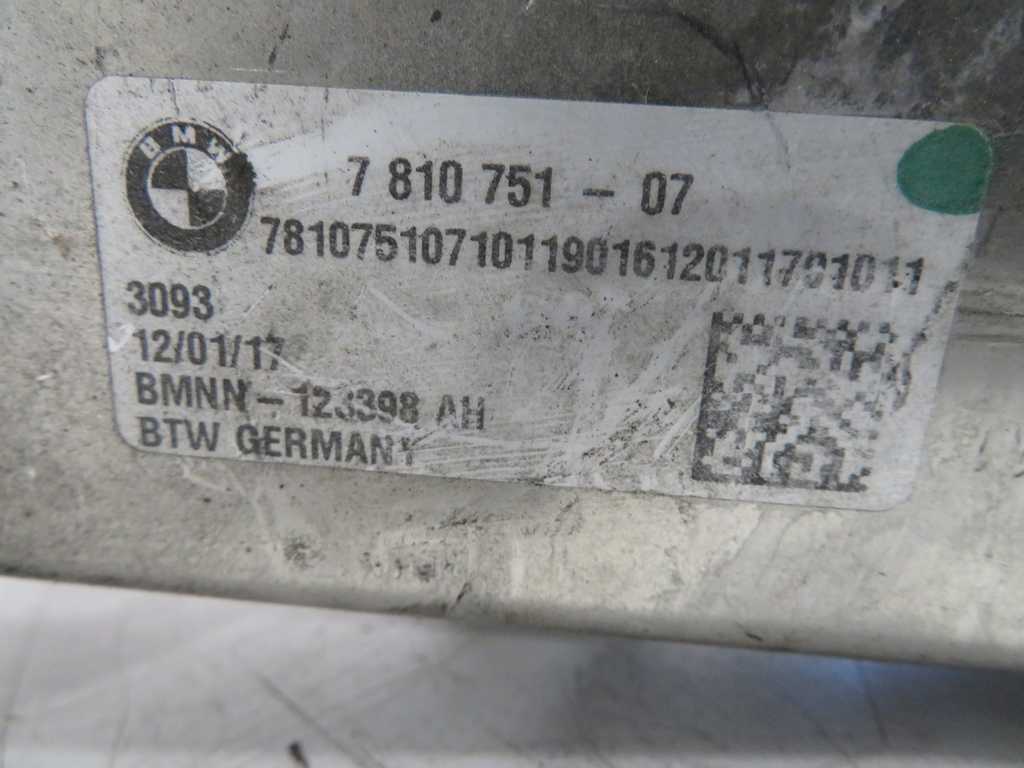 BMW
7 810 751 - 07
3093
12/01/17
BMNN - 123398 AH
BTW GERMANY